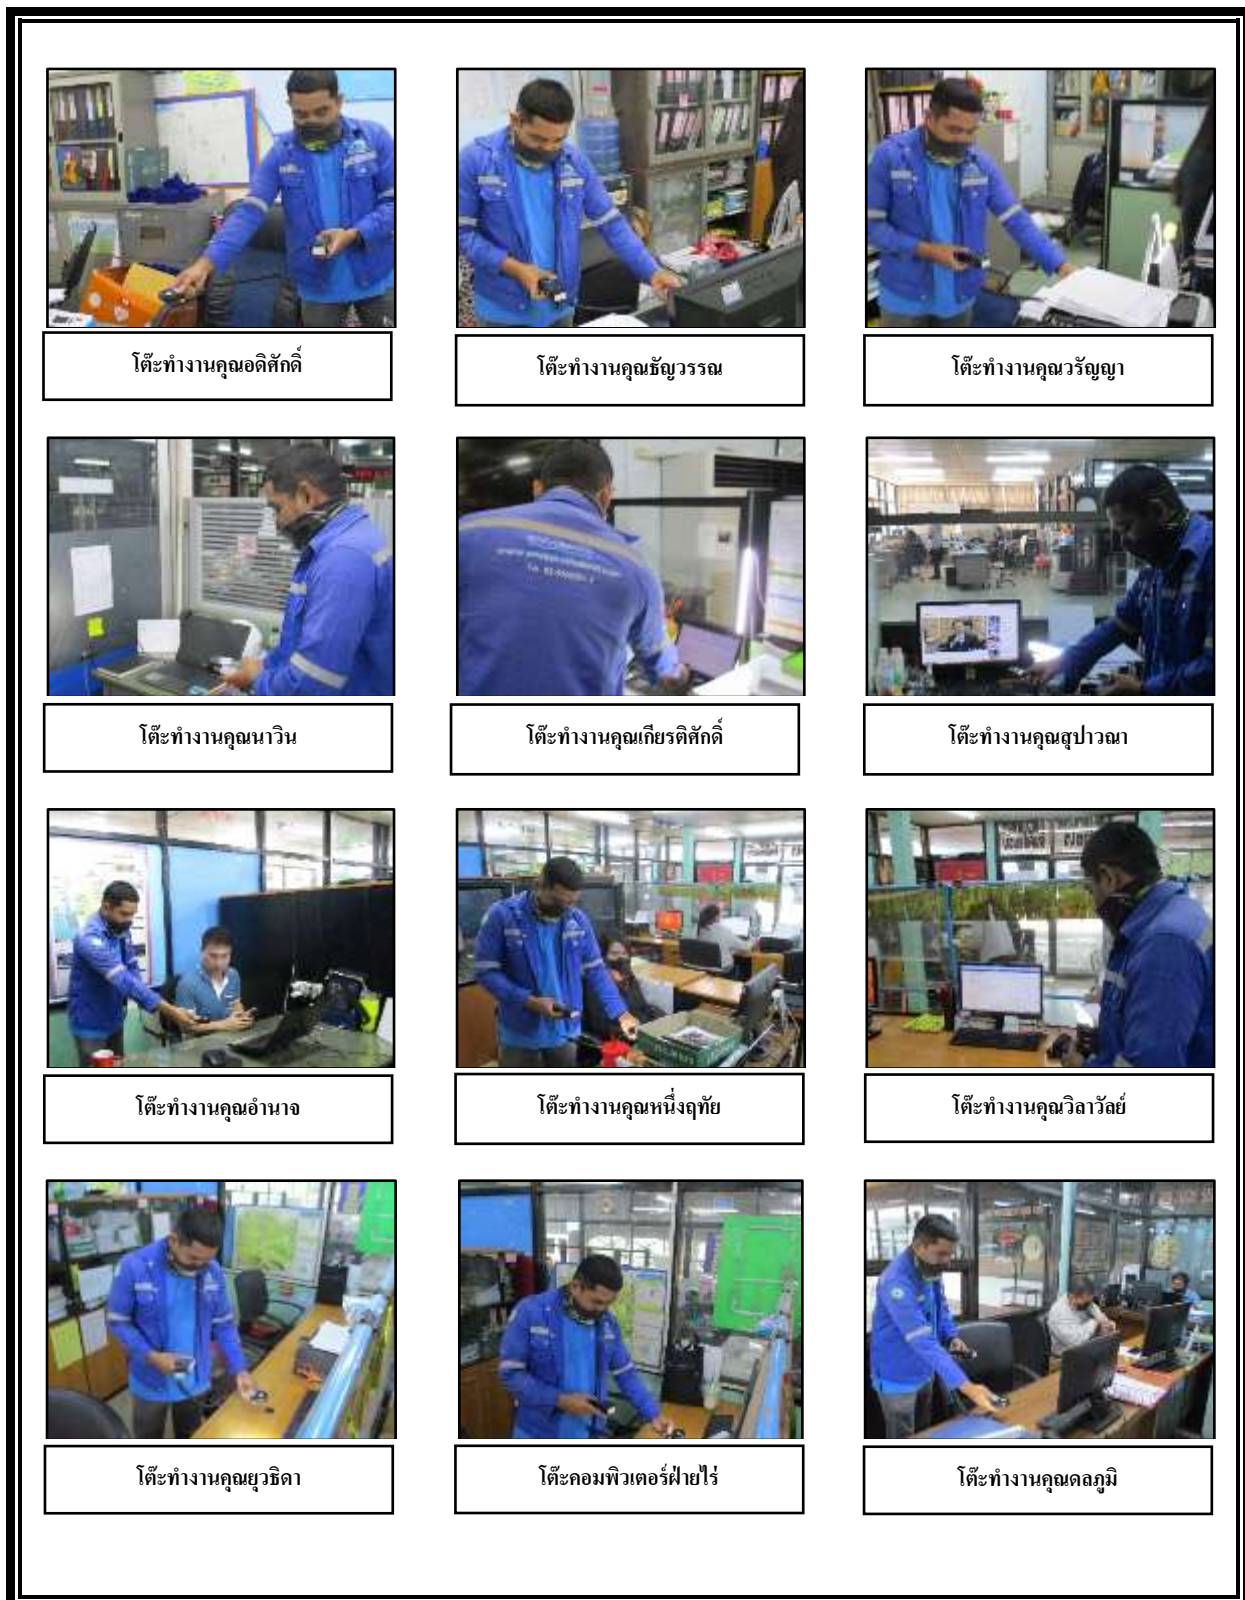 โต๊ะทำงานคุณอดิศักดิ์
โต๊ะทำงานคุณธัญวรรณ
โต๊ะทำงานคุณวรัญญา
โต๊ะทำงานคุณนาวิน
โต๊ะทำงานคุณเกียรติศักดิ์
โต๊ะทำงานคุณสุปาวณา
โต๊ะทำงานคุณอำนาจ
โต๊ะทำงานคุณหนึ่งฤทัย
โต๊ะทำงานคุณวิลาวัลย์
โต๊ะทำงานคุณยุวธิดา
โต๊ะคอมพิวเตอร์ฝ่ายไร่
โต๊ะทำงานคุณดลภูมิ